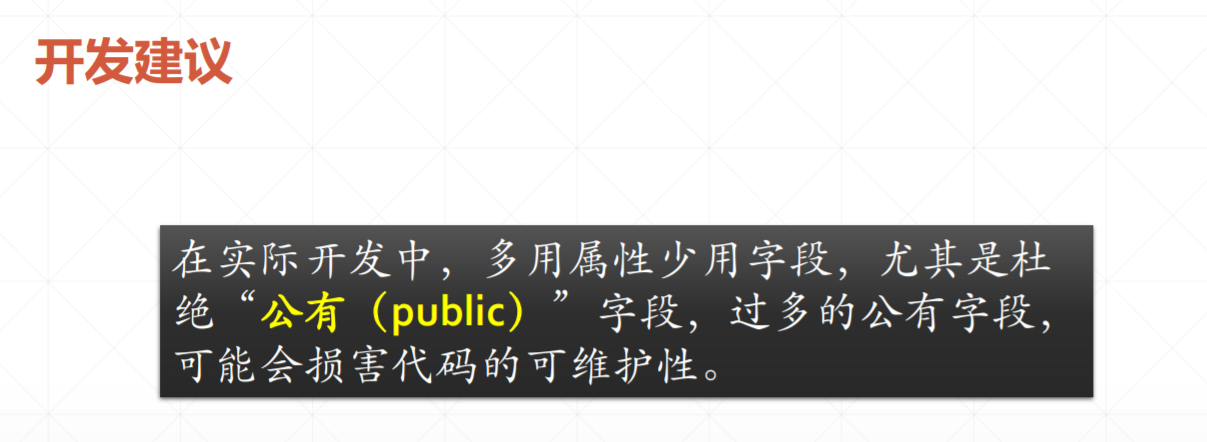 开发建议
在实际开发中，多用属性少用字段，尤其是杜
绝“公有（public）”字段，过多的公有字段，
可能会损害代码的可维护性。